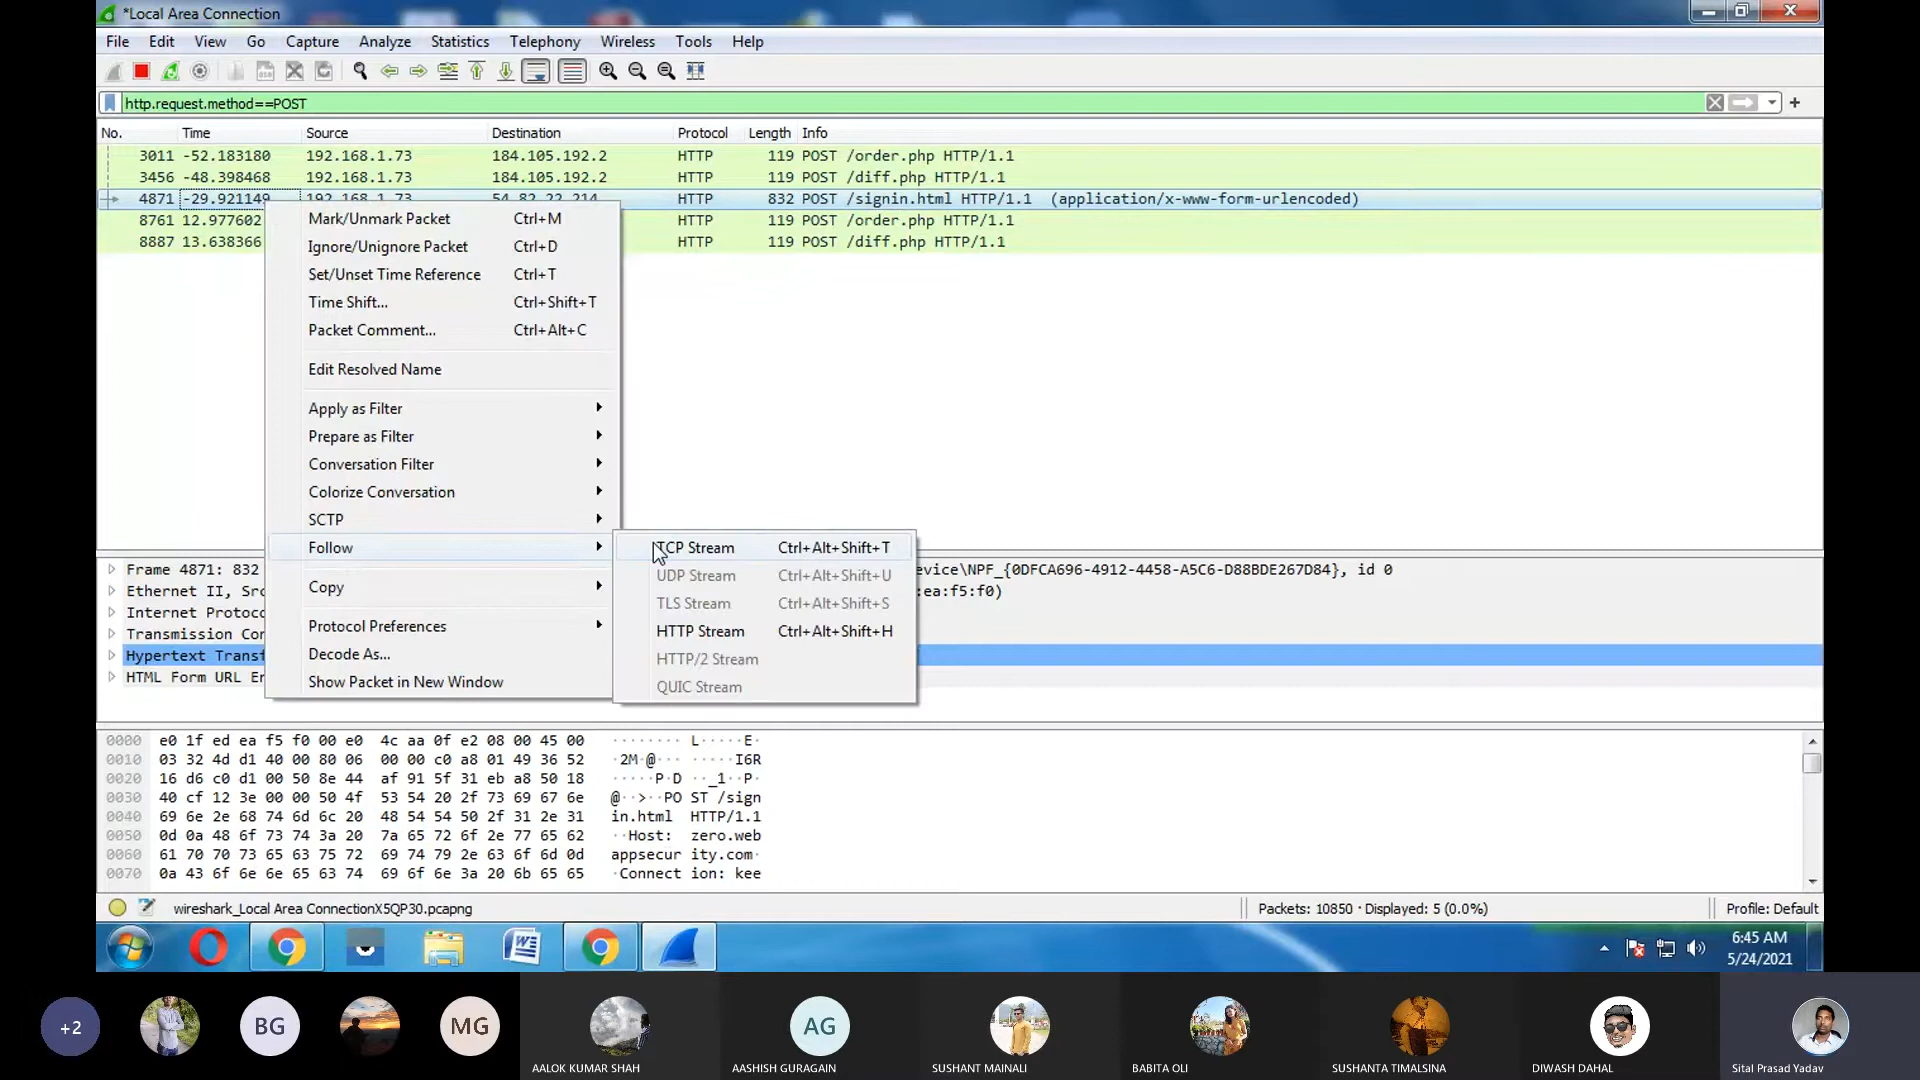 *Local Area Connection
File Edit View Go Capture Analyze Statistics Telephony Wireless Tools Help
http.request.method==POST
No. Time Source Destination Protocol Length Info
3011 -52.183180 192.168.1.73 184.105.192.2 HTTP 119 POST /order.php HTTP/1.1
3456 -48.398468 192.168.1.73 184.105.192.2 HTTP 119 POST /diff.php HTTP/1.1
4871 -29.921149 192.168.1.73 54.82.22.214 HTTP 832 POST /signin.html HTTP/1.1 (application/x-www-form-urlencoded)
8761 12.977602 HTTP 119 POST /order.php HTTP/1.1
8887 13.638366 HTTP 119 POST /diff.php HTTP/1.1
Mark/Unmark Packet Ctrl+M
Ignore/Unignore Packet Ctrl+D
Set/Unset Time Reference Ctrl+T
Time Shift... Ctrl+Shift+T
Packet Comment... Ctrl+Alt+C
Edit Resolved Name
Apply as Filter
Prepare as Filter
Conversation Filter
Colorize Conversation
SCTP
Follow
Copy
Protocol Preferences
Decode As...
Show Packet in New Window
TCP Stream Ctrl+Alt+Shift+T
UDP Stream Ctrl+Alt+Shift+U
TLS Stream Ctrl+Alt+Shift+S
HTTP Stream Ctrl+Alt+Shift+H
HTTP/2 Stream
QUIC Stream
Frame 4871: 832 evice\NPF_{0DFCA696-4912-4458-A5C6-D88BDE267D84}, id 0
Ethernet II, Src :ea:f5:f0)
Internet Protoco
Transmission Con
Hypertext Transf
HTML Form URL En
0000 e0 1f ed ea f5 f0 00 e0 4c aa 0f e2 08 00 45 00 ········ L·····E·
0010 03 32 4d d1 40 00 80 06 00 00 c0 a8 01 49 36 52 ·2M·@··· ·····I6R
0020 16 d6 c0 d1 00 50 8e 44 af 91 5f 31 eb a8 50 18 ·····P·D ··_1··P·
0030 40 cf 12 3e 00 00 50 4f 53 54 20 2f 73 69 67 6e @··>··PO ST /sign
0040 69 6e 2e 68 74 6d 6c 20 48 54 54 50 2f 31 2e 31 in.html HTTP/1.1
0050 0d 0a 48 6f 73 74 3a 20 7a 65 72 6f 2e 77 65 62 ··Host: zero.web
0060 61 70 70 73 65 63 75 72 69 74 79 2e 63 6f 6d 0d appsecur ity.com·
0070 0a 43 6f 6e 6e 65 63 74 69 6f 6e 3a 20 6b 65 65 ·Connect ion: kee
wireshark_Local Area ConnectionX5QP30.pcapng Packets: 10850 · Displayed: 5 (0.0%) Profile: Default
6:45 AM
5/24/2021
+2 BG MG AG
AALOK KUMAR SHAH AASHISH GURAGAIN SUSHANT MAINALI BABITA OLI SUSHANTA TIMALSINA DIWASH DAHAL Sital Prasad Yadav